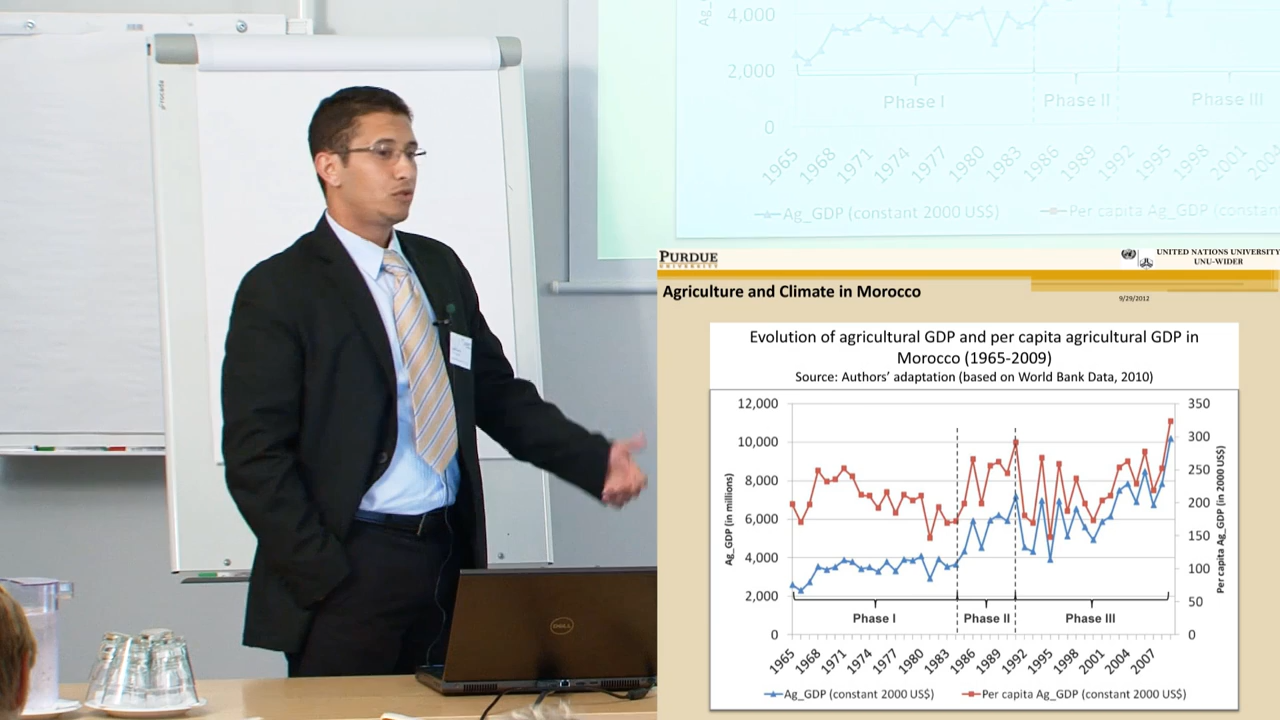 4,000
2,000
0
Phase I
Phase II
Phase III
1965
1968
1971
1974
1977
1980
1983
1986
1989
1992
1995
1998
2001
Ag_GDP (constant 2000 US$)
Per capita Ag_GDP (constan
DELL
PURDUE
UNIVERSITY
UNITED NATIONS UNIVERSITY
UNU-WIDER
Agriculture and Climate in Morocco
9/29/2012
Evolution of agricultural GDP and per capita agricultural GDP in
Morocco (1965-2009)
Source: Authors' adaptation (based on World Bank Data, 2010)
Ag_GDP (in millions)
12,000
10,000
8,000
6,000
4,000
2,000
0
350
300
250
200
150
100
50
0
Per capita Ag_GDP (in 2000 US$)
Phase I
Phase II
Phase III
1965
1968
1971
1974
1977
1980
1983
1986
1989
1992
1995
1998
2001
2004
2007
Ag_GDP (constant 2000 US$)
Per capita Ag_GDP (constant 2000 US$)